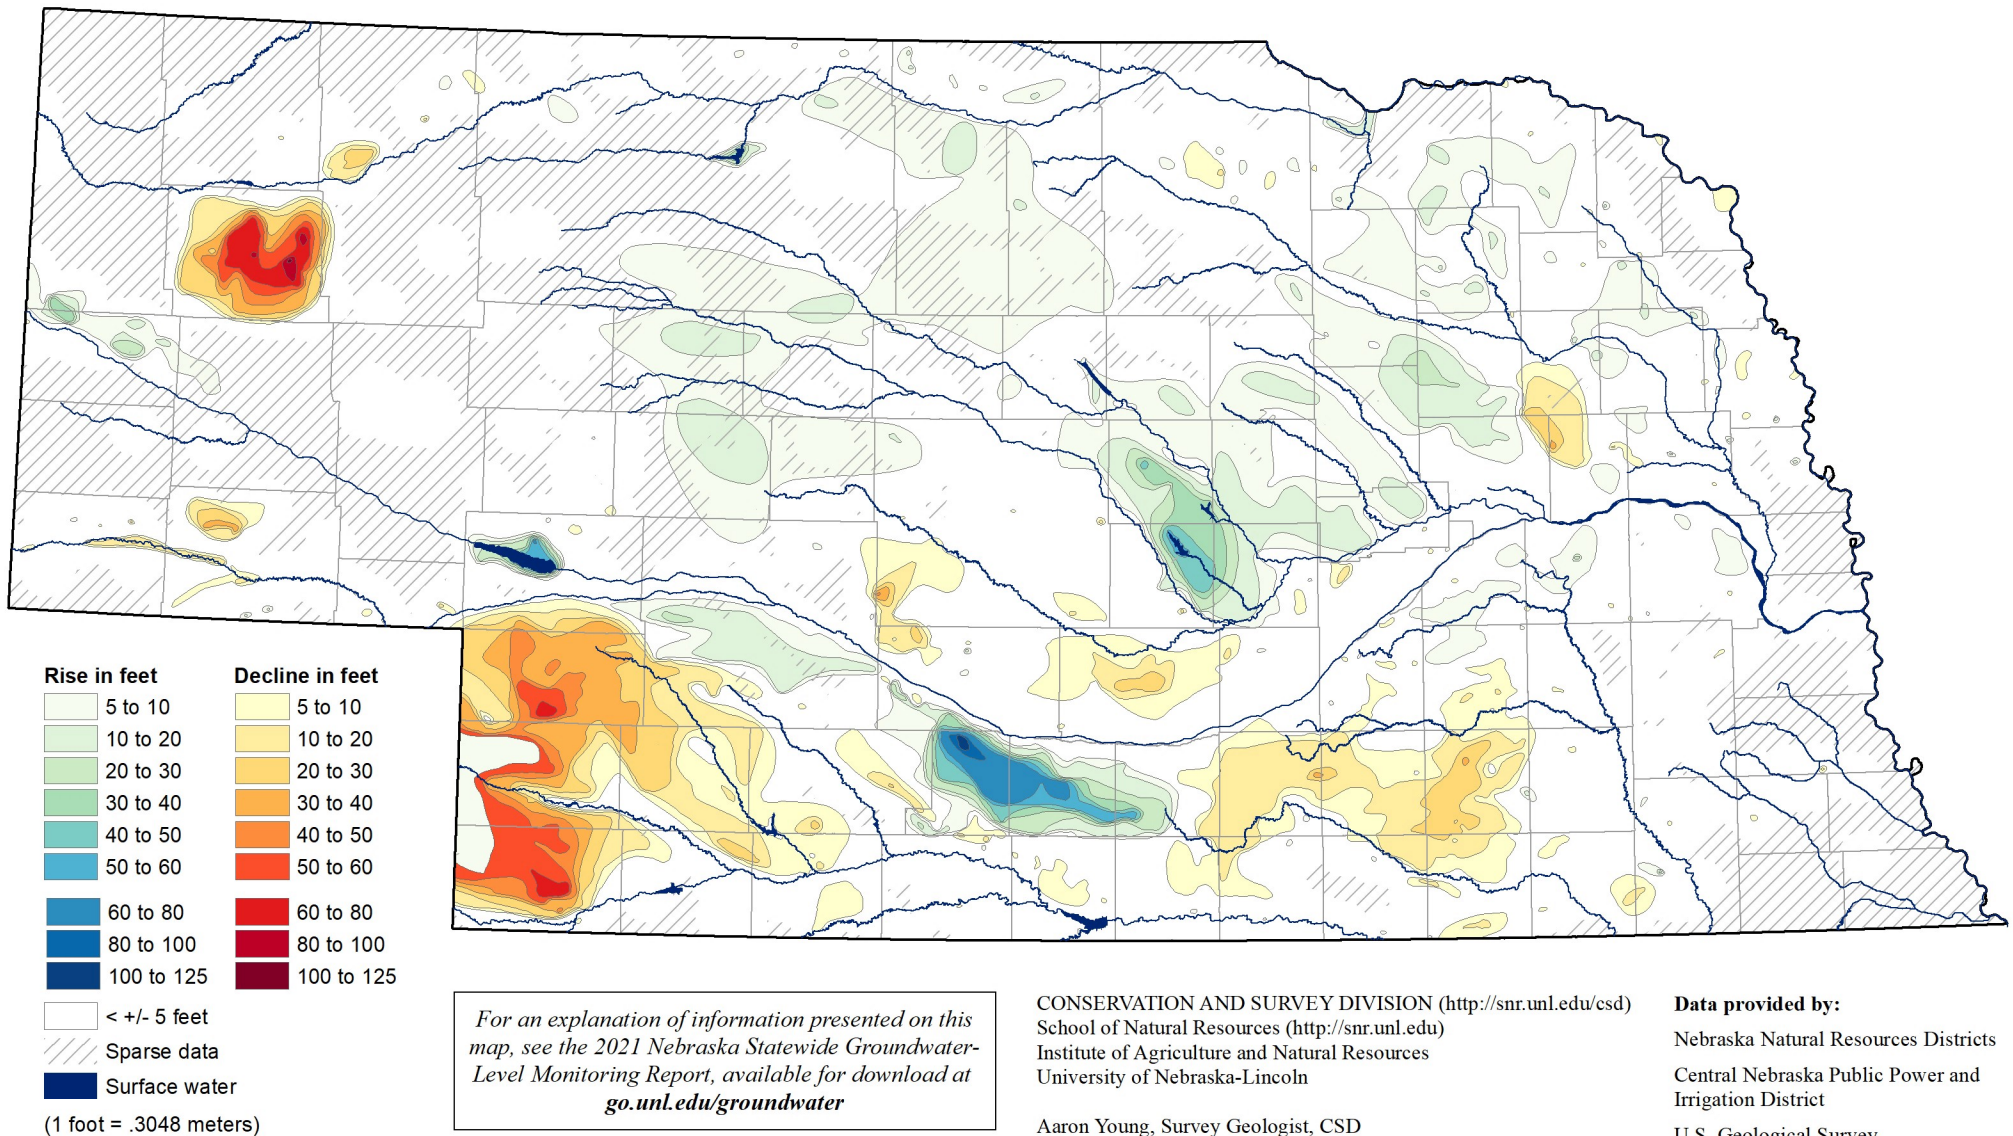 Rise in feet
5 to 10
10 to 20
20 to 30
30 to 40
40 to 50
50 to 60
60 to 80
80 to 100
100 to 125
Decline in feet
5 to 10
10 to 20
20 to 30
30 to 40
40 to 50
50 to 60
60 to 80
80 to 100
100 to 125
< +/- 5 feet
Sparse data
Surface water
(1 foot = .3048 meters)
For an explanation of information presented on this
map, see the 2021 Nebraska Statewide Groundwater-
Level Monitoring Report, available for download at
go.unl.edu/groundwater
CONSERVATION AND SURVEY DIVISION (http://snr.unl.edu/csd)
School of Natural Resources (http://snr.unl.edu)
Institute of Agriculture and Natural Resources
University of Nebraska-Lincoln
Aaron Young, Survey Geologist, CSD
Data provided by:
Nebraska Natural Resources Districts
Central Nebraska Public Power and
Irrigation District
U.S. Geological Survey